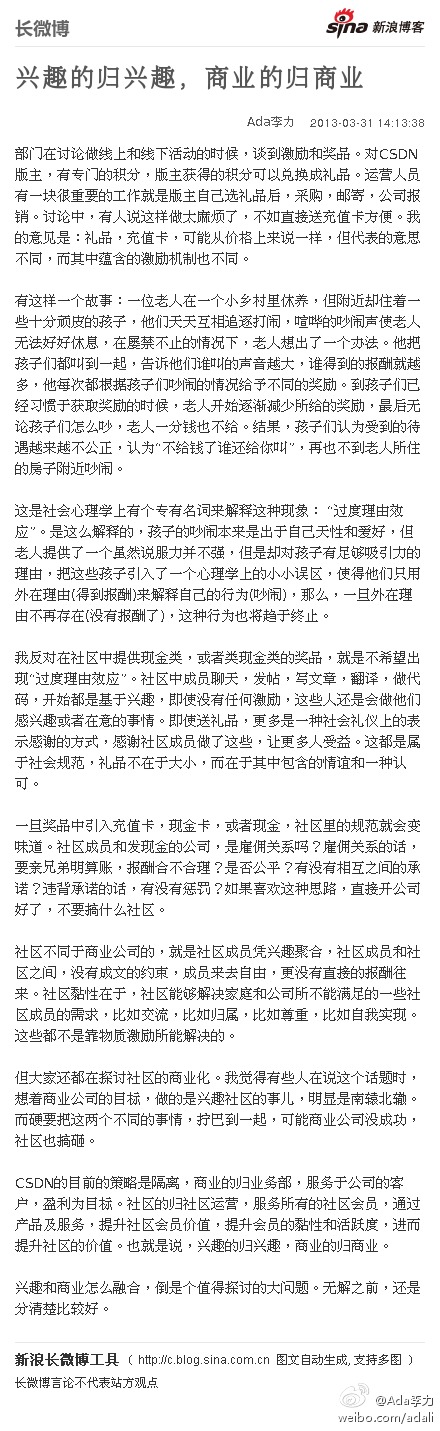 长微博
sina 新浪博客
兴趣的归兴趣，商业的归商业
Ada李力 2013-03-31 14:13:38
部门在讨论做线上和线下活动的时候，谈到激励和奖品。对CSDN
版主，有专门的积分，版主获得的积分可以兑换成礼品。运营人员
有一块很重要的工作就是版主自己选礼品后，采购，邮寄，公司报
销。讨论中，有人说这样做太麻烦了，不如直接送充值卡方便。我
的意见是：礼品，充值卡，可能从价格上来说一样，但代表的意思
不同，而其中蕴含的激励机制也不同。
有这样一个故事：一位老人在一个小乡村里休养，但附近却住着一
些十分顽皮的孩子，他们天天互相追逐打闹，喧哗的吵闹声使老人
无法好好休息，在屡禁不止的情况下，老人想出了一个办法。他把
孩子们都叫到一起，告诉他们谁叫的声音越大，谁得到的报酬就越
多，他每次都根据孩子们吵闹的情况给予不同的奖励。到孩子们已
经习惯于获取奖励的时候，老人开始逐渐减少所给的奖励，最后无
论孩子们怎么吵，老人一分钱也不给。结果，孩子们认为受到的待
遇越来越不公正，认为“不给钱了谁还给你叫”，再也不到老人所住
的房子附近吵闹。
这是社会心理学上有个专有名词来解释这种现象：“过度理由效
应”。是这么解释的，孩子的吵闹本来是出于自己天性和爱好，但
老人提供了一个虽然说服力并不强，但是却对孩子有足够吸引力的
理由，把这些孩子引入了一个心理学上的小小误区，使得他们只用
外在理由(得到报酬)来解释自己的行为(吵闹)，那么，一旦外在理
由不再存在(没有报酬了)，这种行为也将趋于终止。
我反对在社区中提供现金类，或者类现金类的奖品，就是不希望出
现“过度理由效应”。社区中成员聊天，发帖，写文章，翻译，做代
码，开始都是基于兴趣，即使没有任何激励，这些人还是会做他们
感兴趣或者在意的事情。即使送礼品，更多是一种社会礼仪上的表
示感谢的方式，感谢社区成员做了这些，让更多人受益。这都是属
于社会规范，礼品不在于大小，而在于其中包含的情谊和一种认
可。
一旦奖品中引入充值卡，现金卡，或者现金，社区里的规范就会变
味道。社区成员和发现金的公司，是雇佣关系吗？雇佣关系的话，
要亲兄弟明算账，报酬合不合理？是否公平？有没有相互之间的承
诺？违背承诺的话，有没有惩罚？如果喜欢这种思路，直接开公司
好了，不要搞什么社区。
社区不同于商业公司的，就是社区成员凭兴趣聚合，社区成员和社
区之间，没有成文的约束，成员来去自由，更没有直接的报酬往
来。社区黏性在于，社区能够解决家庭和公司所不能满足的一些社
区成员的需求，比如交流，比如归属，比如尊重，比如自我实现。
这些都不是靠物质激励所能解决的。
但大家还都在探讨社区的商业化。我觉得有些人在说这个话题时，
想着商业公司的目标，做的是兴趣社区的事儿，明显是南辕北辙。
而硬要把这两个不同的事情，拧巴到一起，可能商业公司没成功，
社区也搞砸。
CSDN的目前的策略是隔离，商业的归业务部，服务于公司的客
户，盈利为目标。社区的归社区运营，服务所有的社区会员，通过
产品及服务，提升社区会员价值，提升会员的黏性和活跃度，进而
提升社区的价值。也就是说，兴趣的归兴趣，商业的归商业。
兴趣和商业怎么融合，倒是个值得探讨的大问题。无解之前，还是
分清楚比较好。
新浪长微博工具（ http://c.blog.sina.com.cn 图文自动生成, 支持多图 ）
长微博言论不代表站方观点
@Ada李力
weibo.com/adali